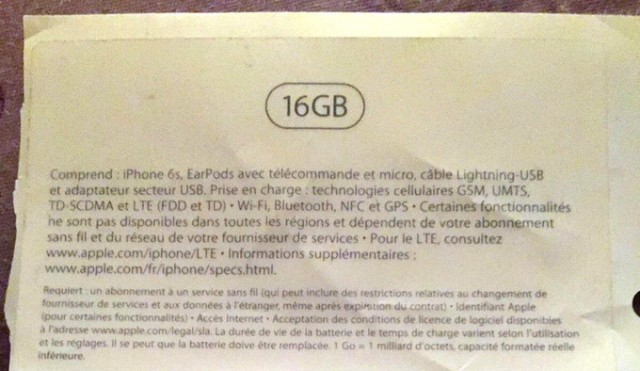 16GB
Comprend : iPhone 6s, EarPods avec télécommande et micro, câble Lightning-USB
et adaptateur secteur USB. Prise en charge : technologies cellulaires GSM, UMTS,
TD-SCDMA et LTE (FDD et TD) • Wi-Fi, Bluetooth, NFC et GPS • Certaines fonctionnalités
ne sont pas disponibles dans toutes les régions et dépendent de votre abonnement
sans fil et du réseau de votre fournisseur de services • Pour le LTE, consultez
www.apple.com/iphone/LTE • Informations supplémentaires :
www.apple.com/fr/iphone/specs.html.
Requiert : un abonnement à un service sans fil (qui peut inclure des restrictions relatives au changement de
fournisseur de services et aux données à l'étranger, même après expiration du contrat) • Identifiant Apple
(pour certaines fonctionnalités) • Accès Internet • Acceptation des conditions de licence de logiciel disponibles
à l'adresse www.apple.com/legal/sla. La durée de vie de la batterie et le temps de charge varient selon l'utilisation
et les réglages. Il se peut que la batterie doive être remplacée. 1 Go = 1 milliard d'octets, capacité formatée réelle
inférieure.